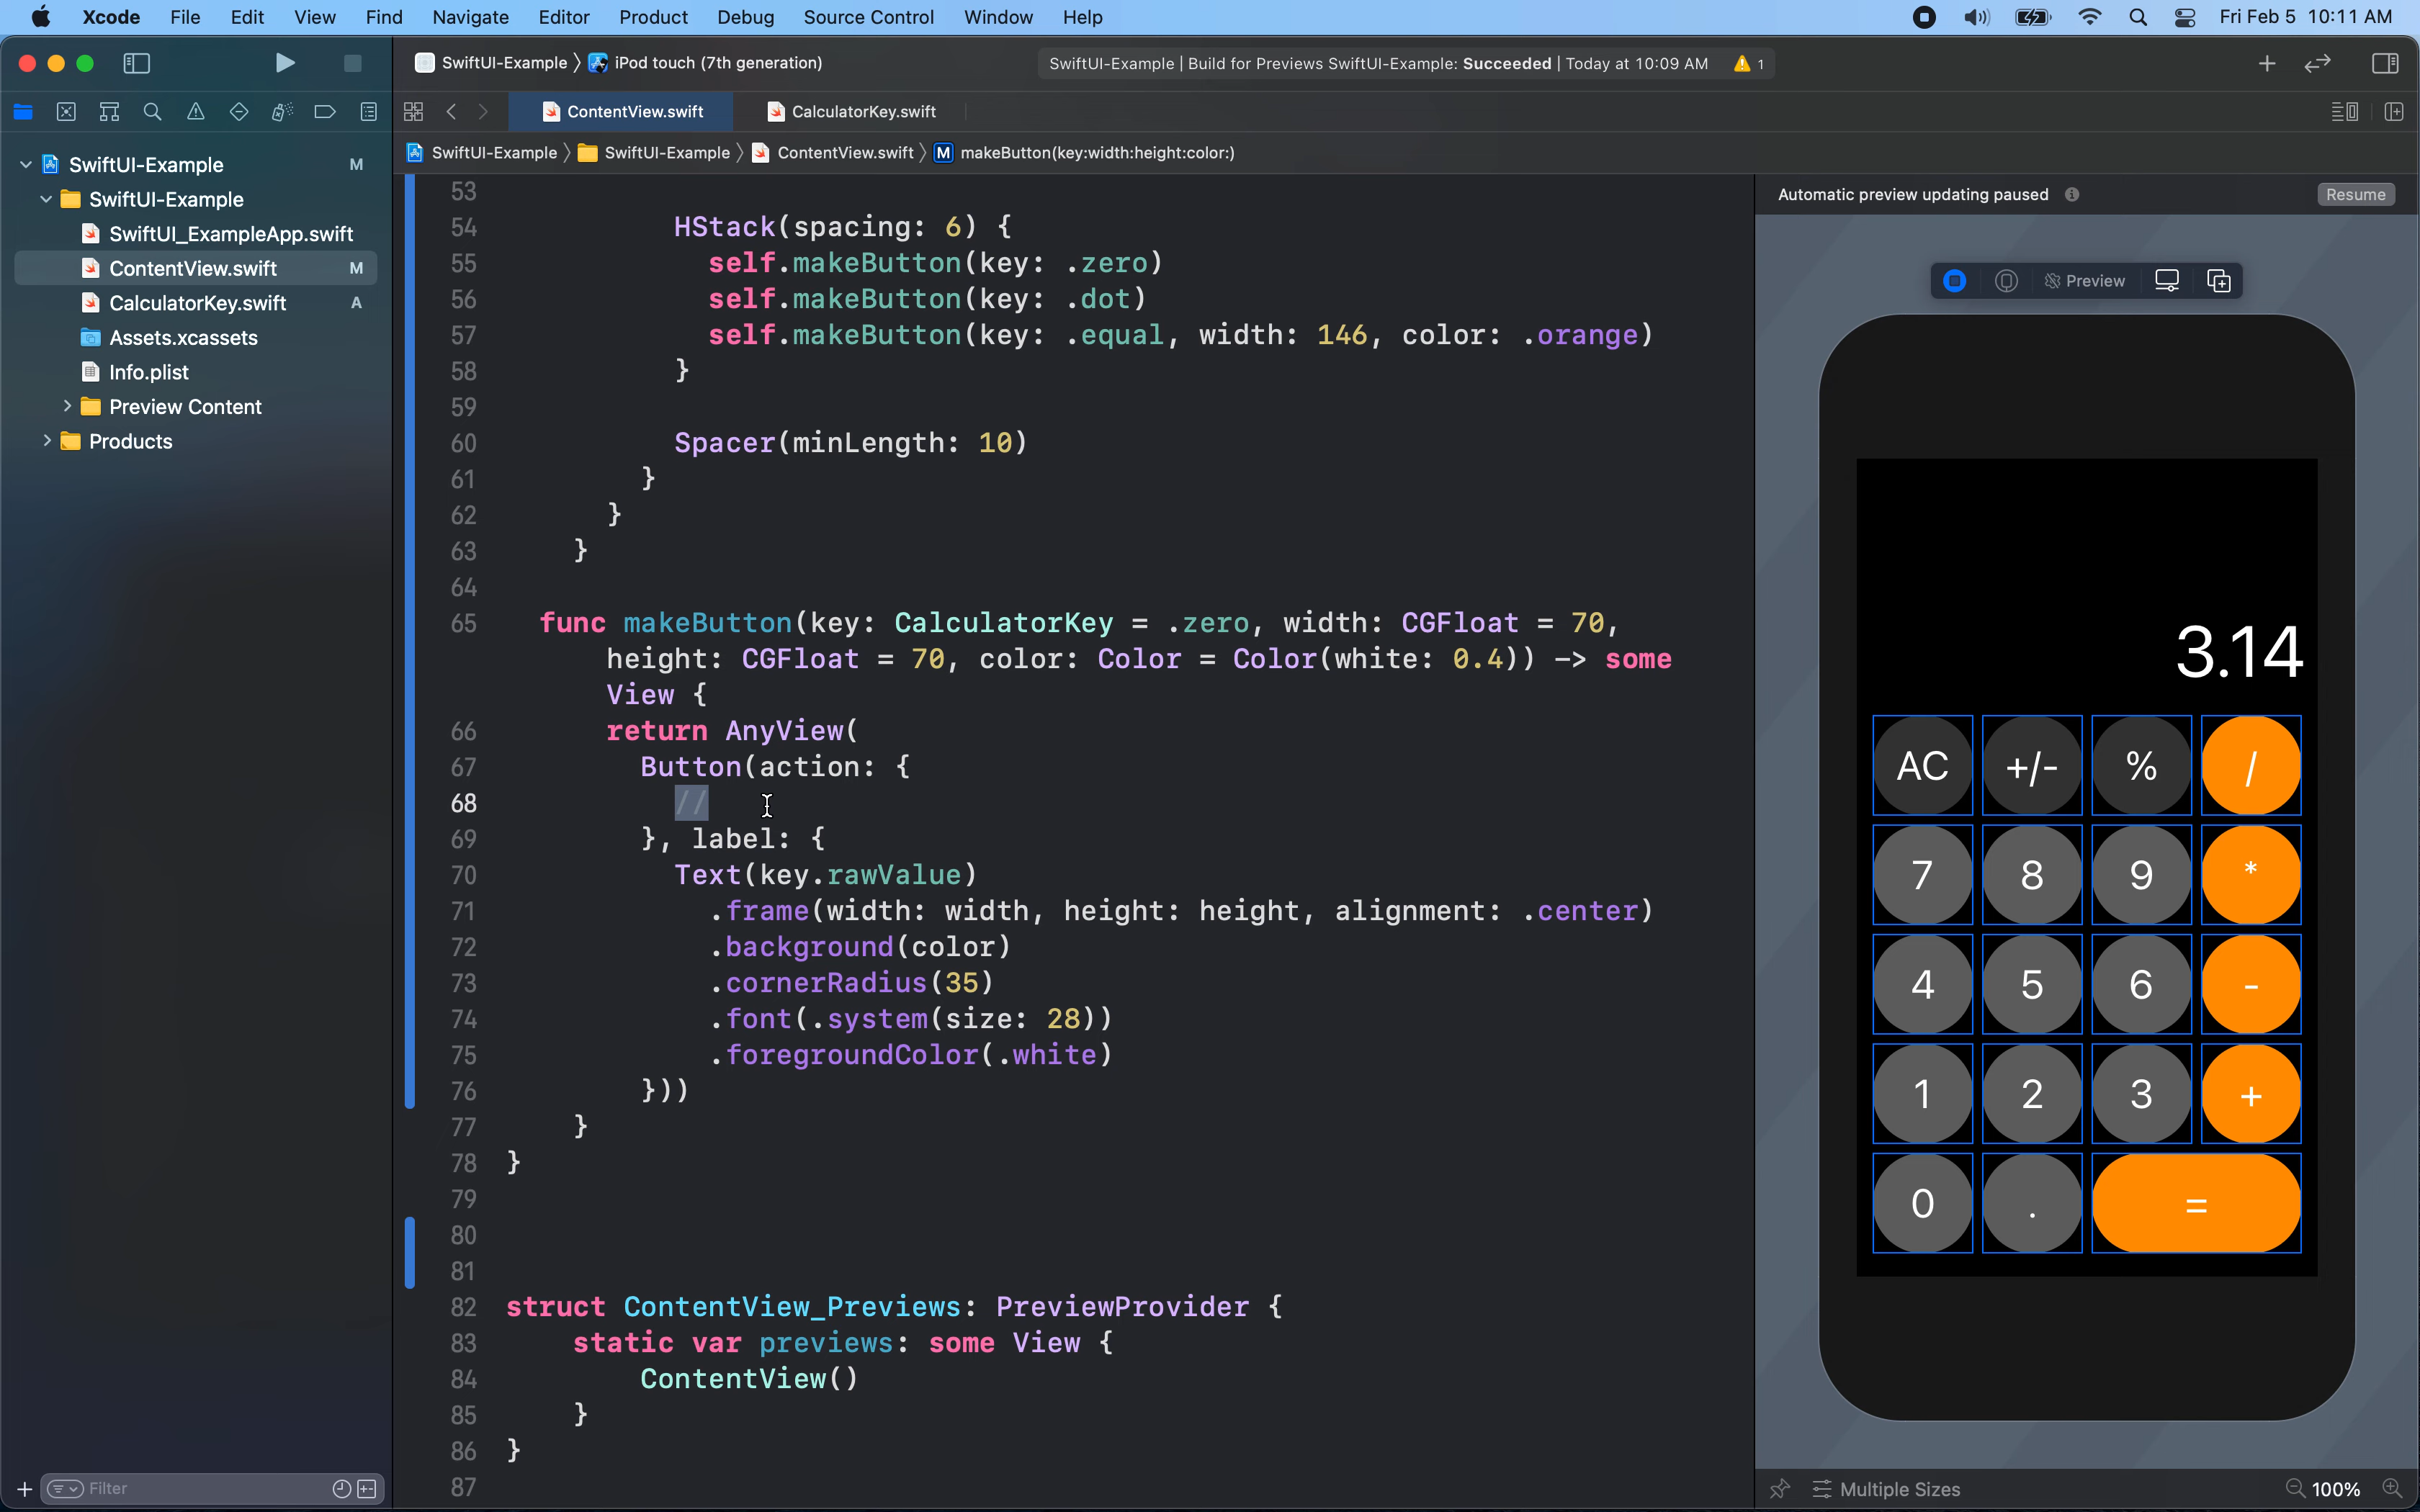 Xcode File Edit View Find Navigate Editor Product Debug Source Control Window Help Fri Feb 5 10:11 AM
SwiftUI-Example iPod touch (7th generation) SwiftUI-Example | Build for Previews SwiftUI-Example: Succeeded | Today at 10:09 AM 1
ContentView.swift CalculatorKey.swift
SwiftUI-Example SwiftUI-Example ContentView.swift M makeButton(key:width:height:color:)
SwiftUI-Example M
SwiftUI-Example
SwiftUI_ExampleApp.swift
ContentView.swift M
CalculatorKey.swift A
Assets.xcassets
Info.plist
Preview Content
Products
Filter
53
54 HStack(spacing: 6) {
55 self.makeButton(key: .zero)
56 self.makeButton(key: .dot)
57 self.makeButton(key: .equal, width: 146, color: .orange)
58 }
59
60 Spacer(minLength: 10)
61 }
62 }
63 }
64
65 func makeButton(key: CalculatorKey = .zero, width: CGFloat = 70,
height: CGFloat = 70, color: Color = Color(white: 0.4)) -> some
View {
66 return AnyView(
67 Button(action: {
68 //
69 }, label: {
70 Text(key.rawValue)
71 .frame(width: width, height: height, alignment: .center)
72 .background(color)
73 .cornerRadius(35)
74 .font(.system(size: 28))
75 .foregroundColor(.white)
76 }))
77 }
78 }
79
80
81
82 struct ContentView_Previews: PreviewProvider {
83 static var previews: some View {
84 ContentView()
85 }
86 }
87
Automatic preview updating paused Resume
Preview
3.14
AC +/- % /
7 8 9 *
4 5 6 -
1 2 3 +
0 . =
Multiple Sizes 100%